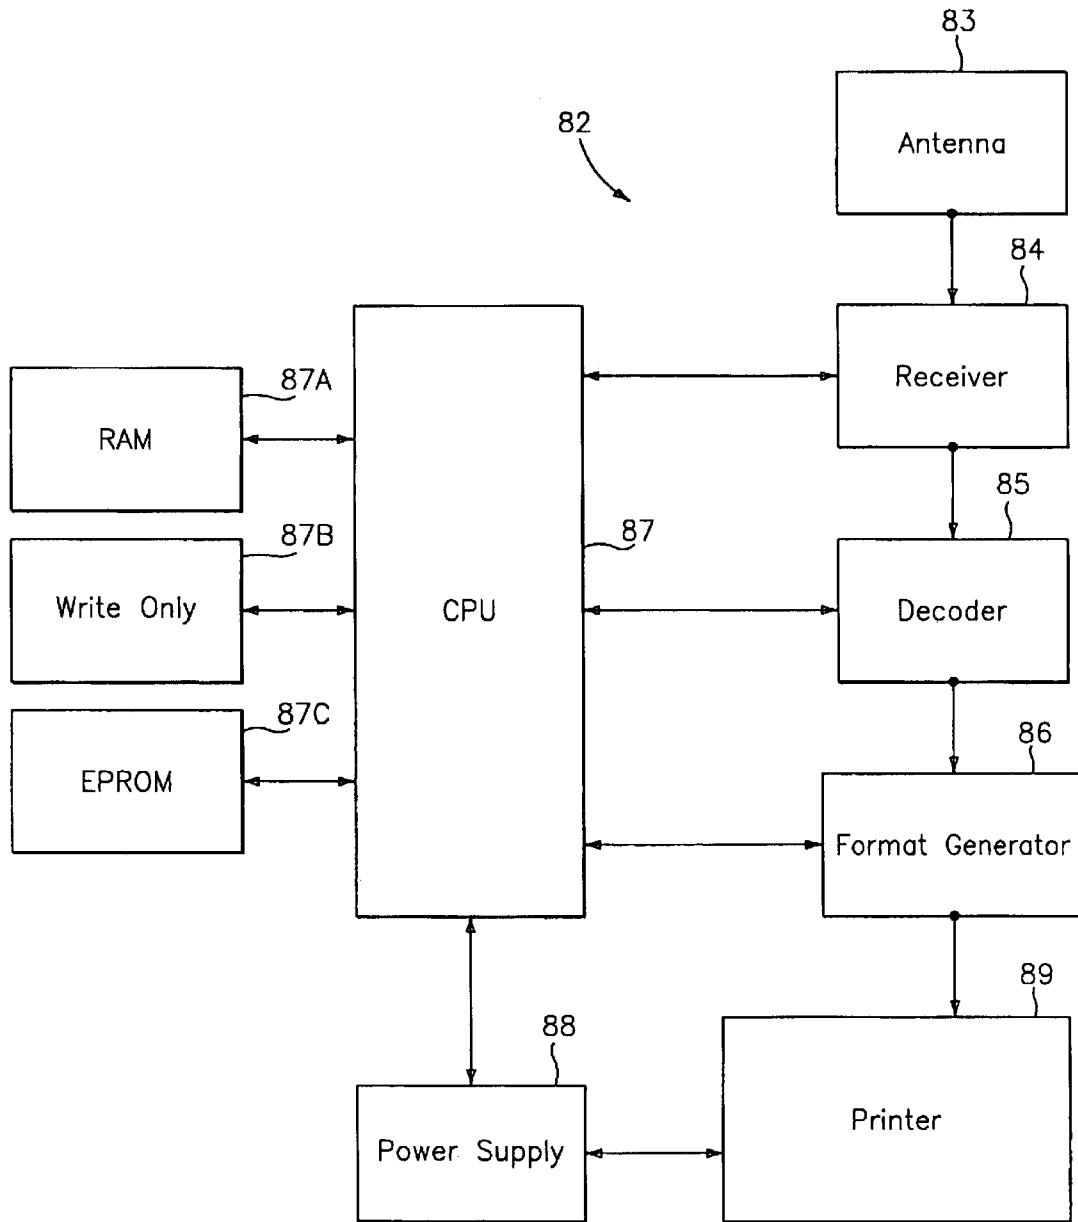 83
Antenna
82
84
Receiver
87A
RAM
85
87B
87
Write Only
CPU
Decoder
87C
86
EPROM
Format Generator
89
88
Printer
Power Supply